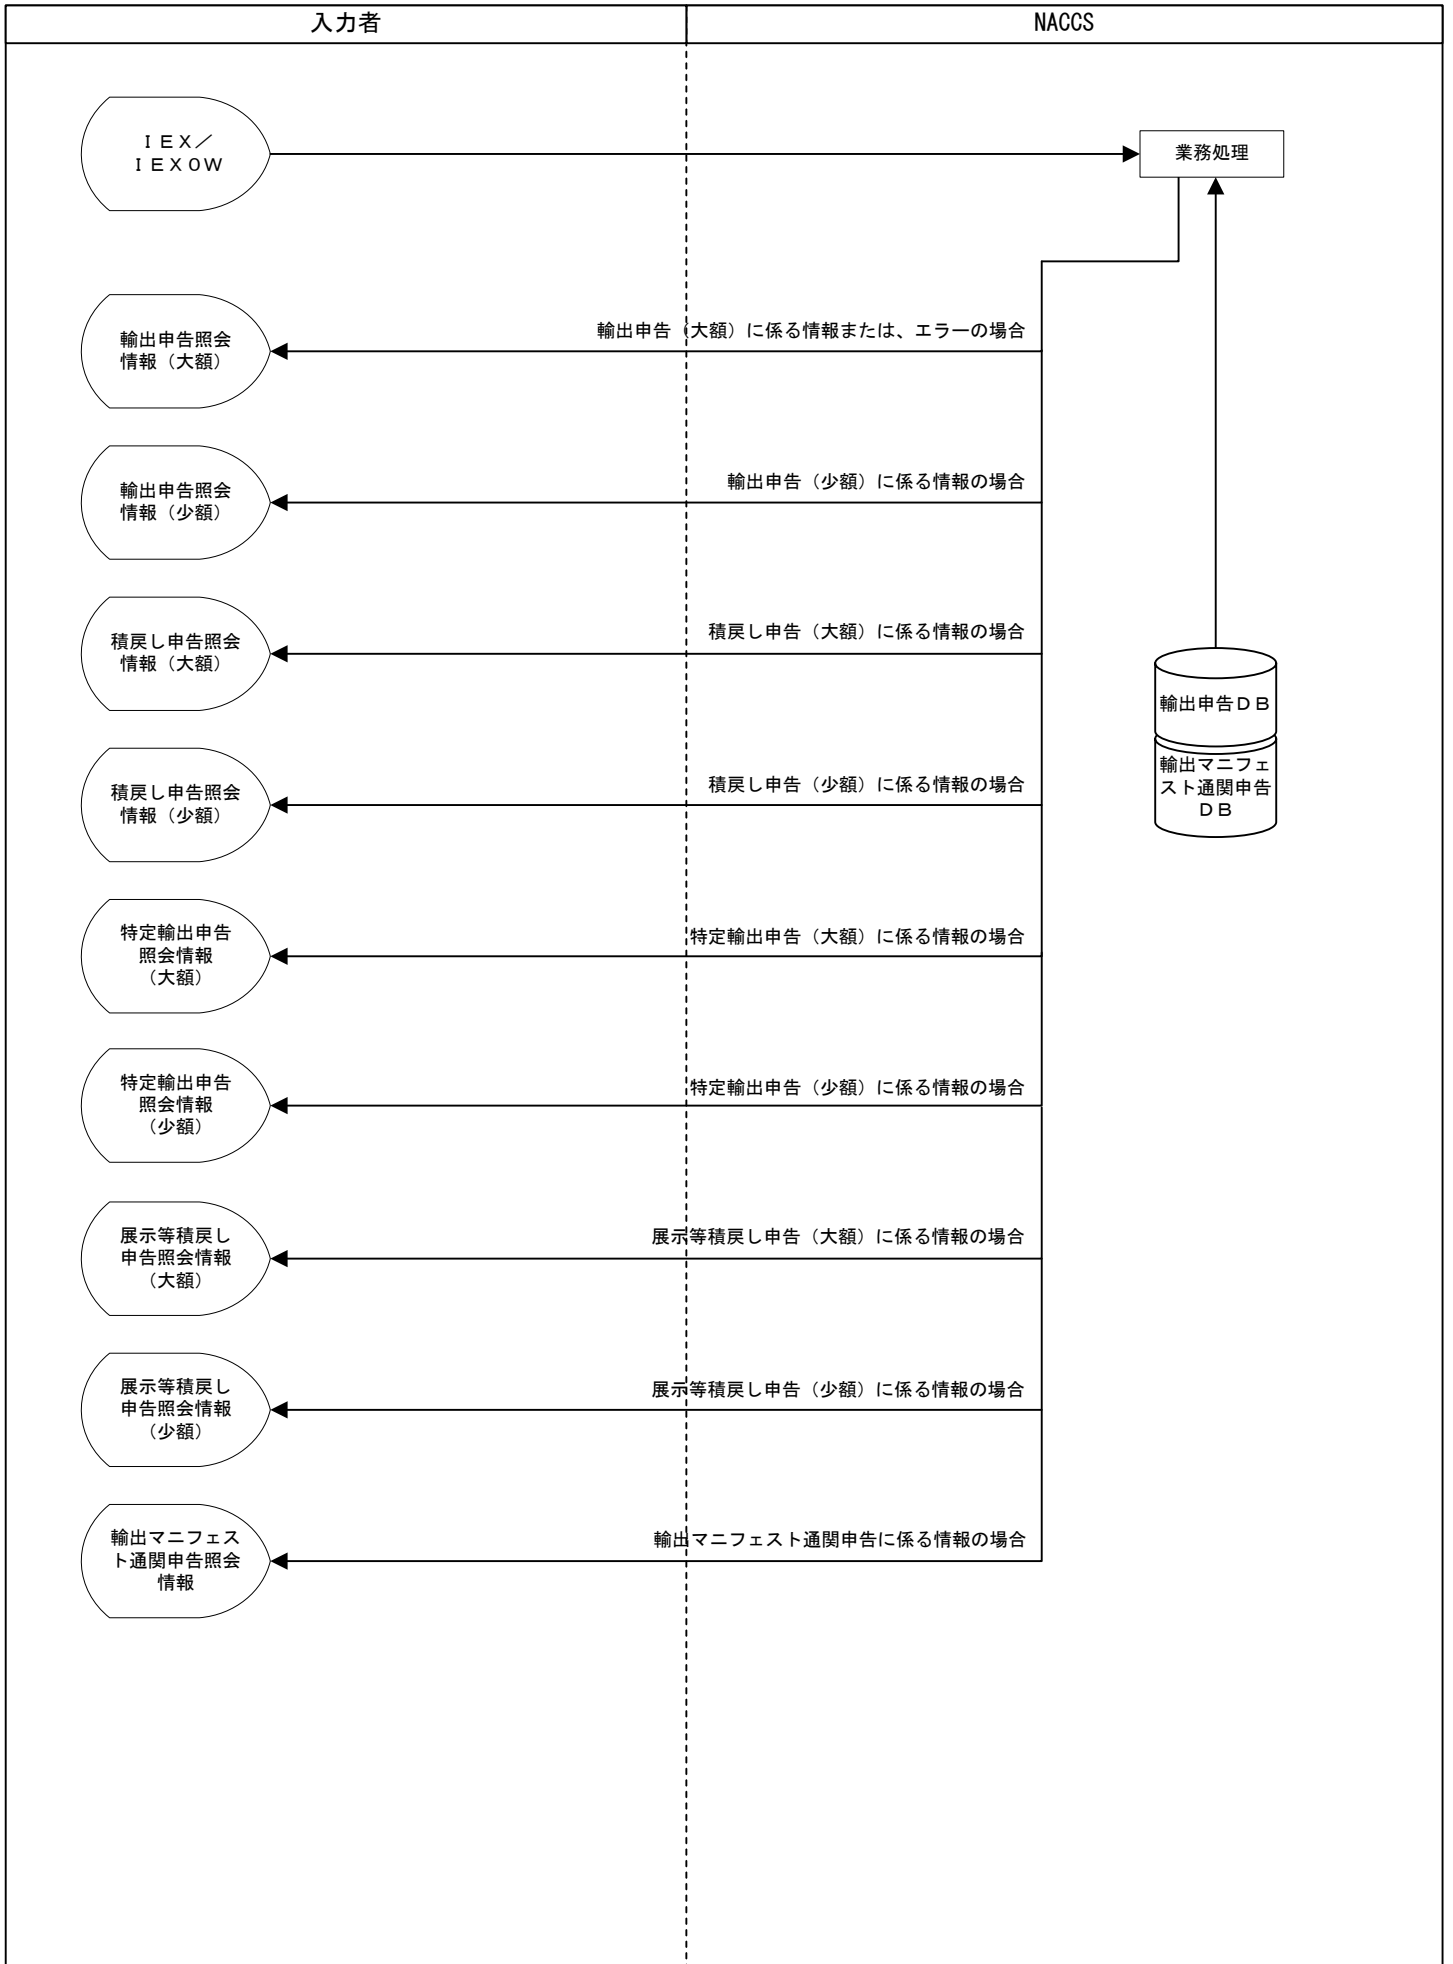 入力者
NACCS
ＩＥＸ／
ＩＥＸ０Ｗ
業務処理
輸出申告照会
情報（大額）
輸出申告（大額）に係る情報または、エラーの場合
輸出申告照会
情報（少額）
輸出申告（少額）に係る情報の場合
積戻し申告照会
情報（大額）
積戻し申告（大額）に係る情報の場合
輸出申告ＤＢ
輸出マニフェ
スト通関申告
ＤＢ
積戻し申告照会
情報（少額）
積戻し申告（少額）に係る情報の場合
特定輸出申告
照会情報
（大額）
特定輸出申告（大額）に係る情報の場合
特定輸出申告
照会情報
（少額）
特定輸出申告（少額）に係る情報の場合
展示等積戻し
申告照会情報
（大額）
展示等積戻し申告（大額）に係る情報の場合
展示等積戻し
申告照会情報
（少額）
展示等積戻し申告（少額）に係る情報の場合
輸出マニフェス
ト通関申告照会
情報
輸出マニフェスト通関申告に係る情報の場合